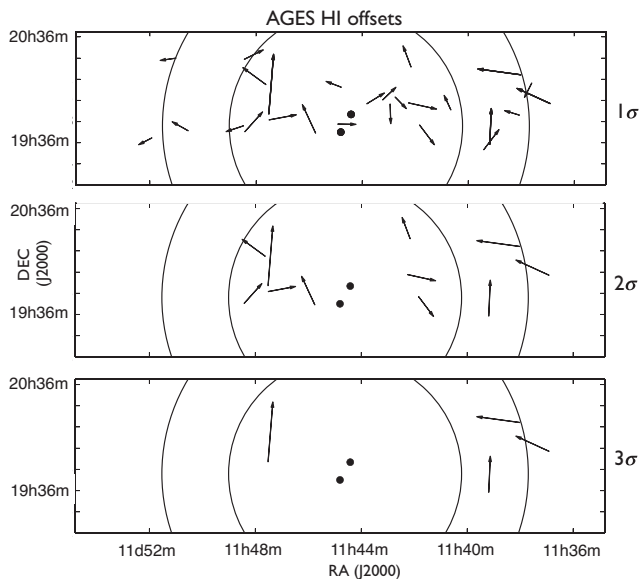 AGES HI offsets
20h36m
19h36m
1σ
20h36m
DEC
(J2000)
19h36m
2σ
20h36m
19h36m
3σ
11d52m 11h48m 11h44m 11h40m 11h36m
RA (J2000)